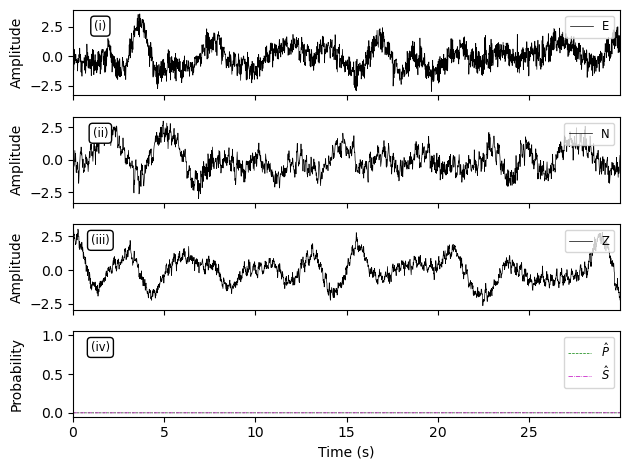 (i)
E
Amplitude
2.5
0.0
−2.5
(ii)
N
Amplitude
2.5
0.0
−2.5
(iii)
Z
Amplitude
2.5
0.0
−2.5
(iv)
P̂
Ŝ
Probability
1.0
0.5
0.0
0 5 10 15 20 25
Time (s)